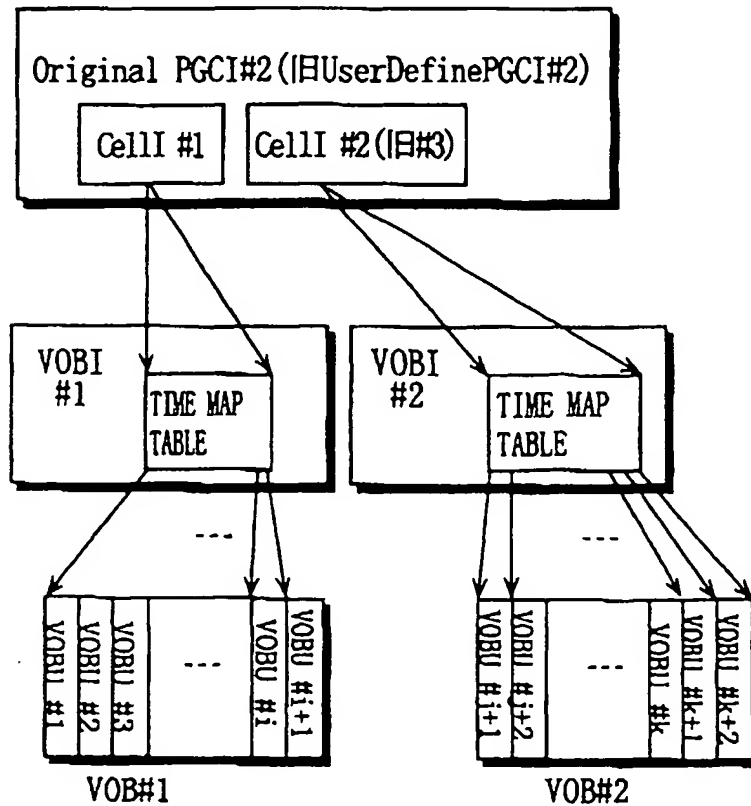 Original PGCI#2(旧UserDefinePGCI#2)
CellI #1
CellI #2(旧#3)
VOBI
#1
TIME MAP
TABLE
VOBI
#2
TIME MAP
TABLE
---
---
VOBU #1
VOBU #2
VOBU #3
---
VOBU #i
VOBU #i+1
VOBU #j+1
VOBU #j+2
---
VOBU #k
VOBU #k+1
VOBU #k+2
VOB#1
VOB#2